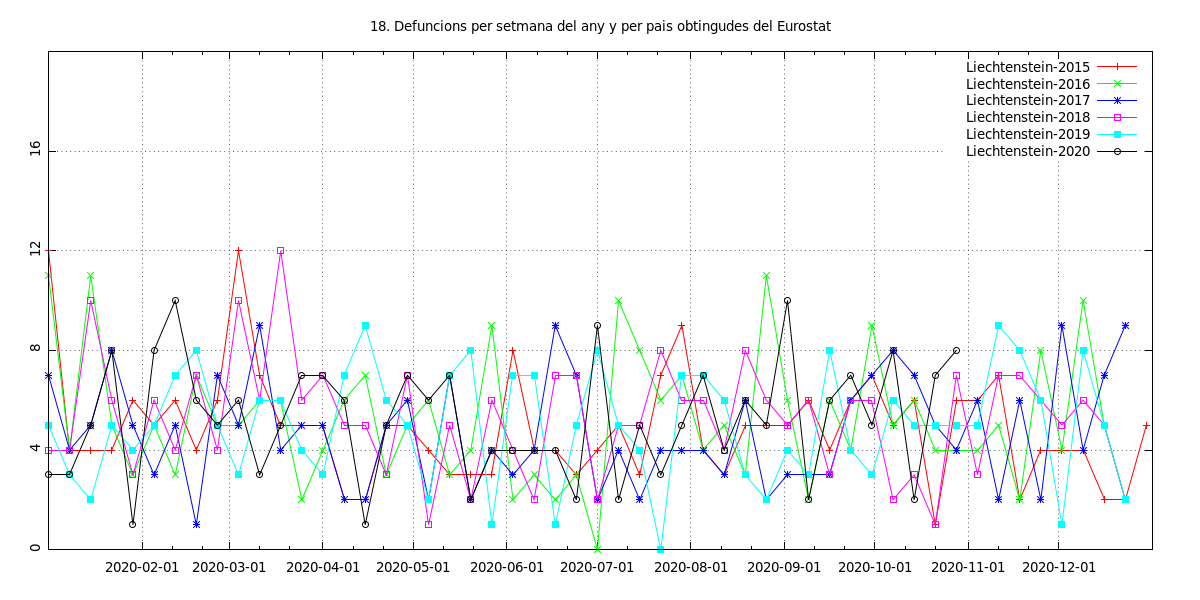 18. Defuncions per setmana del any y per pais obtingudes del Eurostat
Liechtenstein-2015
Liechtenstein-2016
Liechtenstein-2017
Liechtenstein-2018
Liechtenstein-2019
Liechtenstein-2020
16
12
8
4
0
2020-02-01 2020-03-01 2020-04-01 2020-05-01 2020-06-01 2020-07-01 2020-08-01 2020-09-01 2020-10-01 2020-11-01 2020-12-01